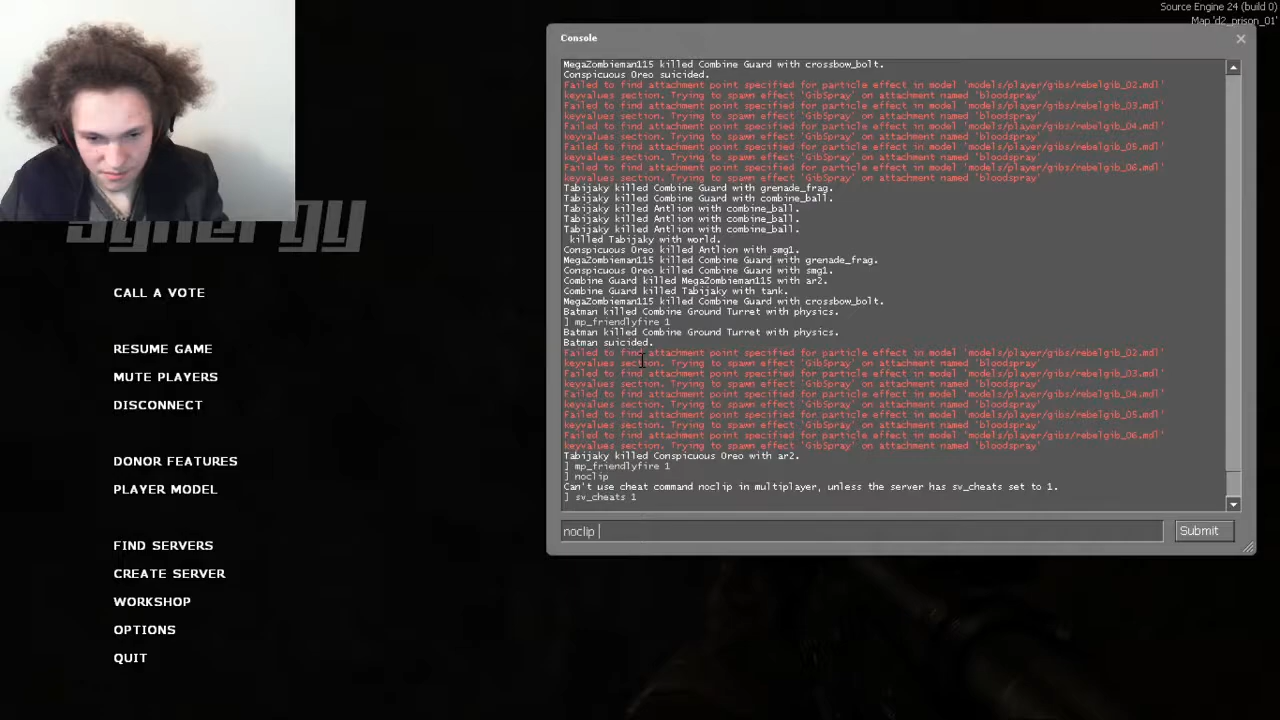 Source Engine 24 (build 0)
Map 'd2_prison_01'
Console
MegaZombieman115 killed Combine Guard with crossbow_bolt.
Conspicuous Oreo suicided.
Failed to find attachment point specified for particle effect in model 'models/player/gibs/rebelgib_02.mdl'
keyvalues section. Trying to spawn effect 'GibSpray' on attachment named 'bloodspray'
Failed to find attachment point specified for particle effect in model 'models/player/gibs/rebelgib_03.mdl'
keyvalues section. Trying to spawn effect 'GibSpray' on attachment named 'bloodspray'
Failed to find attachment point specified for particle effect in model 'models/player/gibs/rebelgib_04.mdl'
keyvalues section. Trying to spawn effect 'GibSpray' on attachment named 'bloodspray'
Failed to find attachment point specified for particle effect in model 'models/player/gibs/rebelgib_05.mdl'
keyvalues section. Trying to spawn effect 'GibSpray' on attachment named 'bloodspray'
Failed to find attachment point specified for particle effect in model 'models/player/gibs/rebelgib_06.mdl'
keyvalues section. Trying to spawn effect 'GibSpray' on attachment named 'bloodspray'
Tabijaky killed Combine Guard with grenade_frag.
Tabijaky killed Combine Guard with combine_ball.
Tabijaky killed Antlion with combine_ball.
Tabijaky killed Antlion with combine_ball.
Tabijaky killed Antlion with combine_ball.
killed Tabijaky with world.
Conspicuous Oreo killed Antlion with smg1.
MegaZombieman115 killed Combine Guard with grenade_frag.
Conspicuous Oreo killed Combine Guard with smg1.
Combine Guard killed MegaZombieman115 with ar2.
Combine Guard killed Tabijaky with tank.
MegaZombieman115 killed Combine Guard with crossbow_bolt.
Batman killed Combine Ground Turret with physics.
] mp_friendlyfire 1
Batman killed Combine Ground Turret with physics.
Batman suicided.
Failed to find attachment point specified for particle effect in model 'models/player/gibs/rebelgib_02.mdl'
keyvalues section. Trying to spawn effect 'GibSpray' on attachment named 'bloodspray'
Failed to find attachment point specified for particle effect in model 'models/player/gibs/rebelgib_03.mdl'
keyvalues section. Trying to spawn effect 'GibSpray' on attachment named 'bloodspray'
Failed to find attachment point specified for particle effect in model 'models/player/gibs/rebelgib_04.mdl'
keyvalues section. Trying to spawn effect 'GibSpray' on attachment named 'bloodspray'
Failed to find attachment point specified for particle effect in model 'models/player/gibs/rebelgib_05.mdl'
keyvalues section. Trying to spawn effect 'GibSpray' on attachment named 'bloodspray'
Failed to find attachment point specified for particle effect in model 'models/player/gibs/rebelgib_06.mdl'
keyvalues section. Trying to spawn effect 'GibSpray' on attachment named 'bloodspray'
Tabijaky killed Conspicuous Oreo with ar2.
] mp_friendlyfire 1
] noclip
Can't use cheat command noclip in multiplayer, unless the server has sv_cheats set to 1.
] sv_cheats 1
noclip
Submit
synergy
CALL A VOTE
RESUME GAME
MUTE PLAYERS
DISCONNECT
DONOR FEATURES
PLAYER MODEL
FIND SERVERS
CREATE SERVER
WORKSHOP
OPTIONS
QUIT